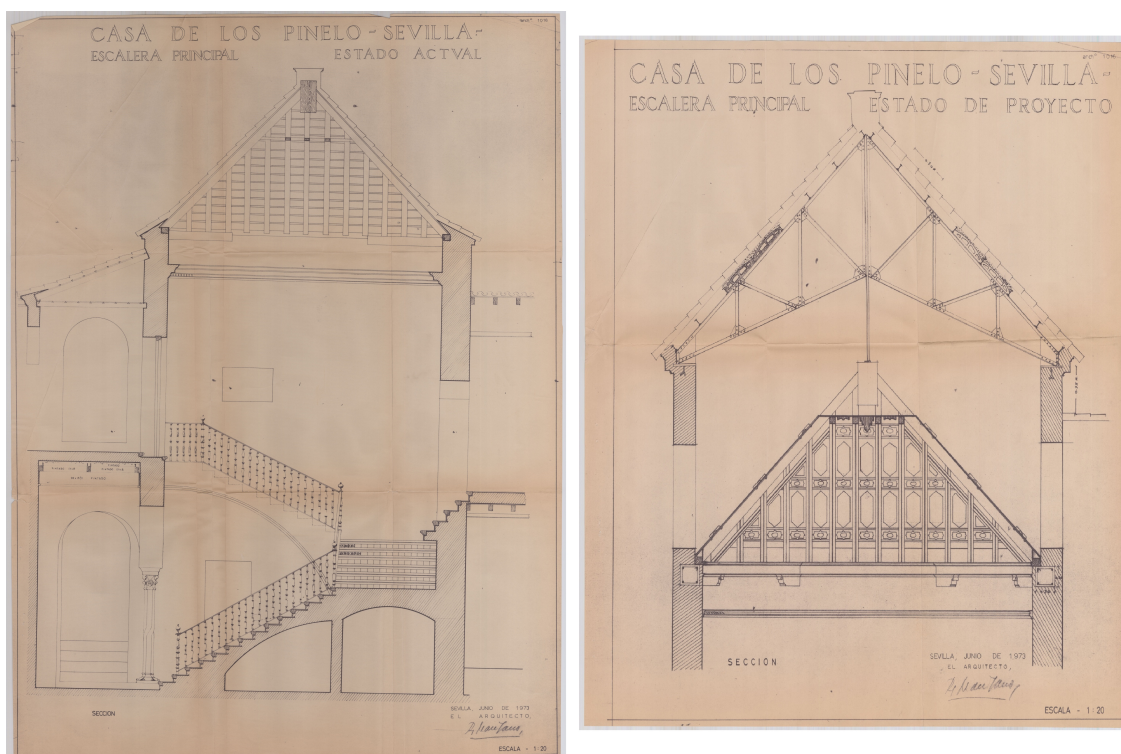 CASA DE LOS PINELO - SEVILLA -
ESCALERA PRINCIPAL ESTADO ACTVAL
SECCION
SEVILLA, JUNIO DE 1973
EL ARQUITECTO,
ESCALA - 1:20
CASA DE LOS PINELO - SEVILLA -
ESCALERA PRINCIPAL ESTADO DE PROYECTO
SECCIÓN
SEVILLA, JUNIO DE 1.973
EL ARQUITECTO,
ESCALA - 1:20